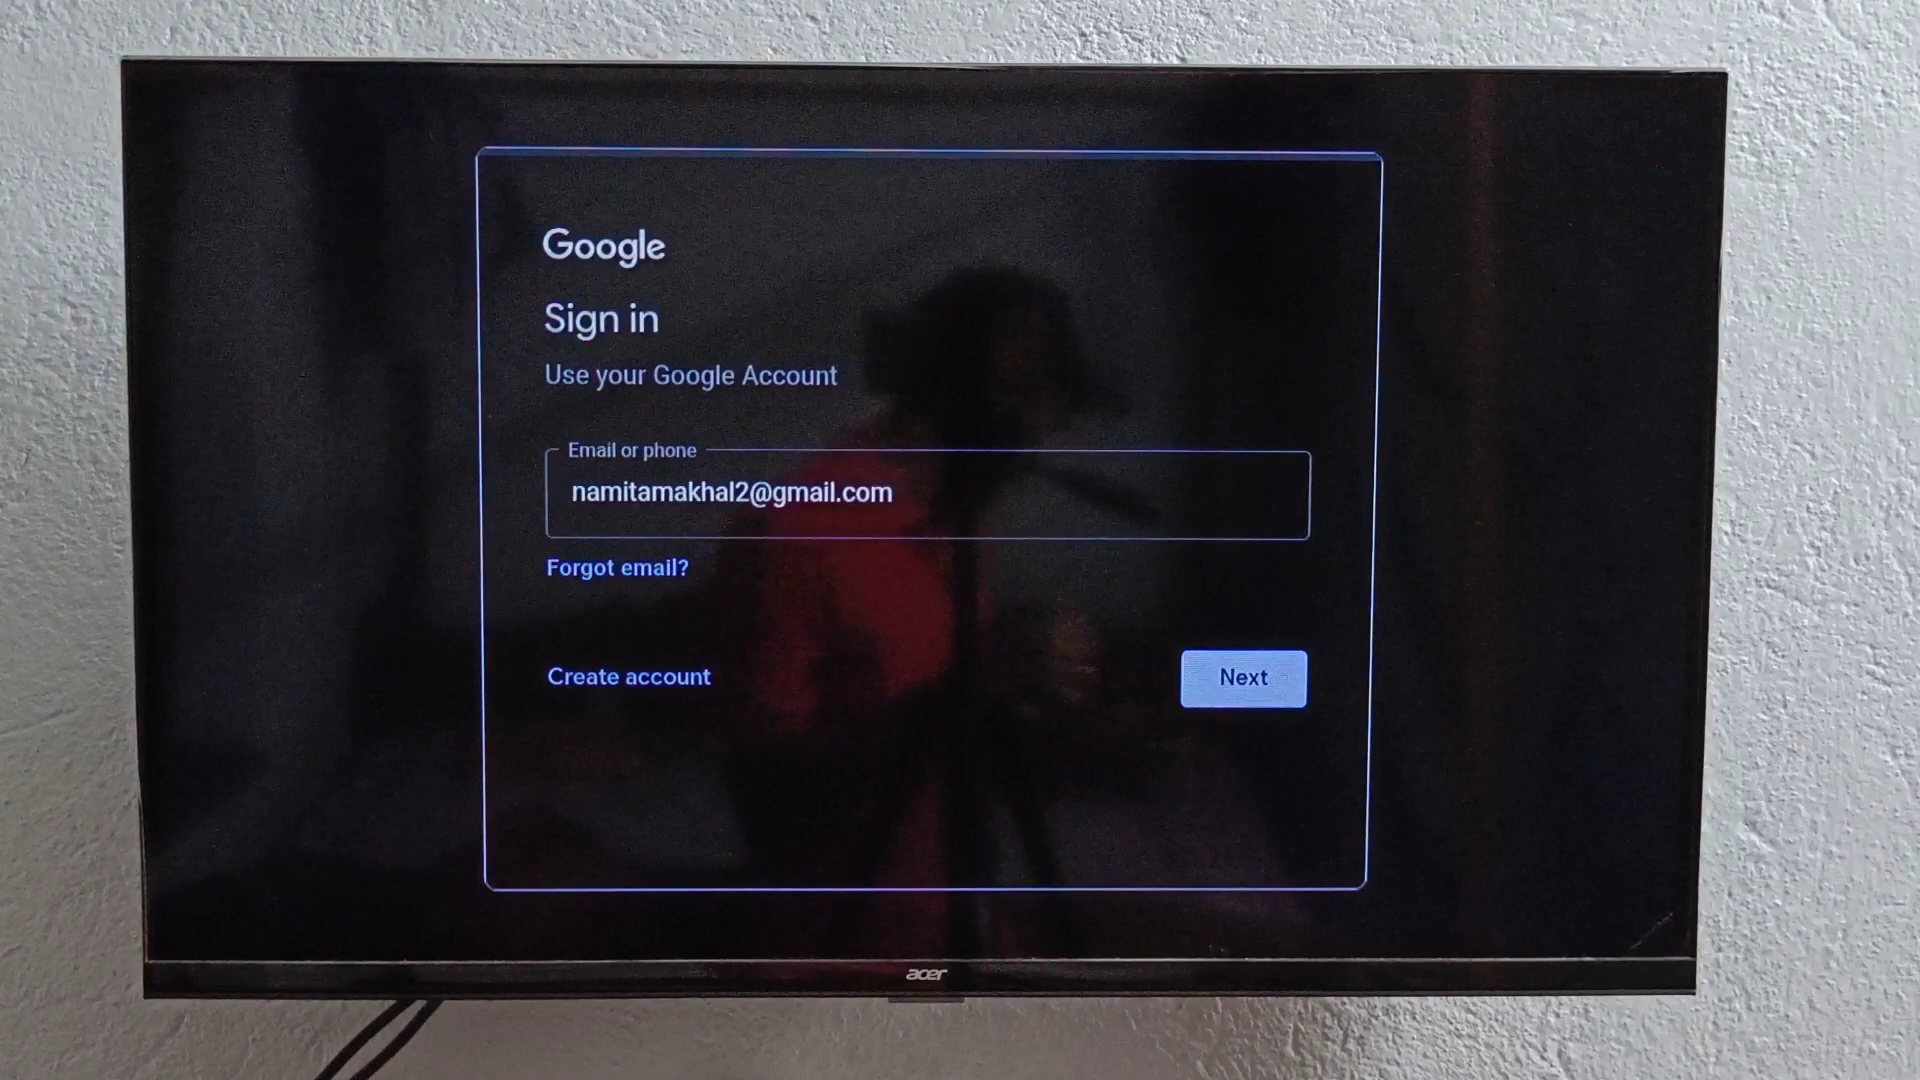 Google
Sign in
Use your Google Account
Email or phone
namitamakhal2@gmail.com
Forgot email?
Create account
Next
acer